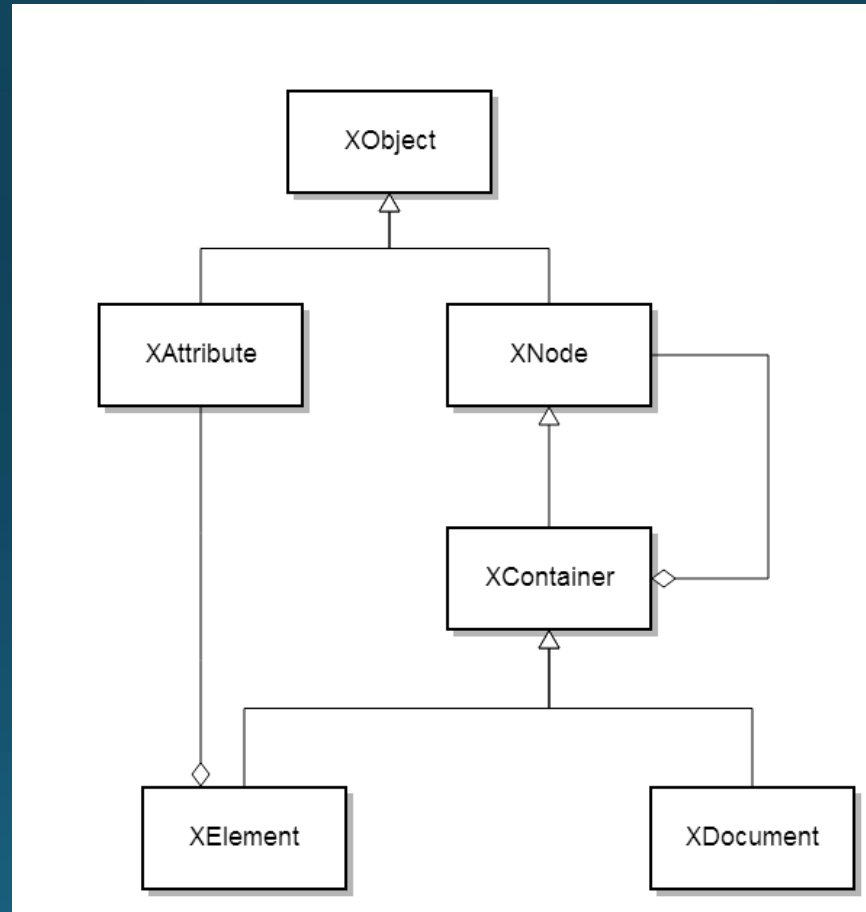 XObject
XAttribute
XNode
XContainer
XElement
XDocument